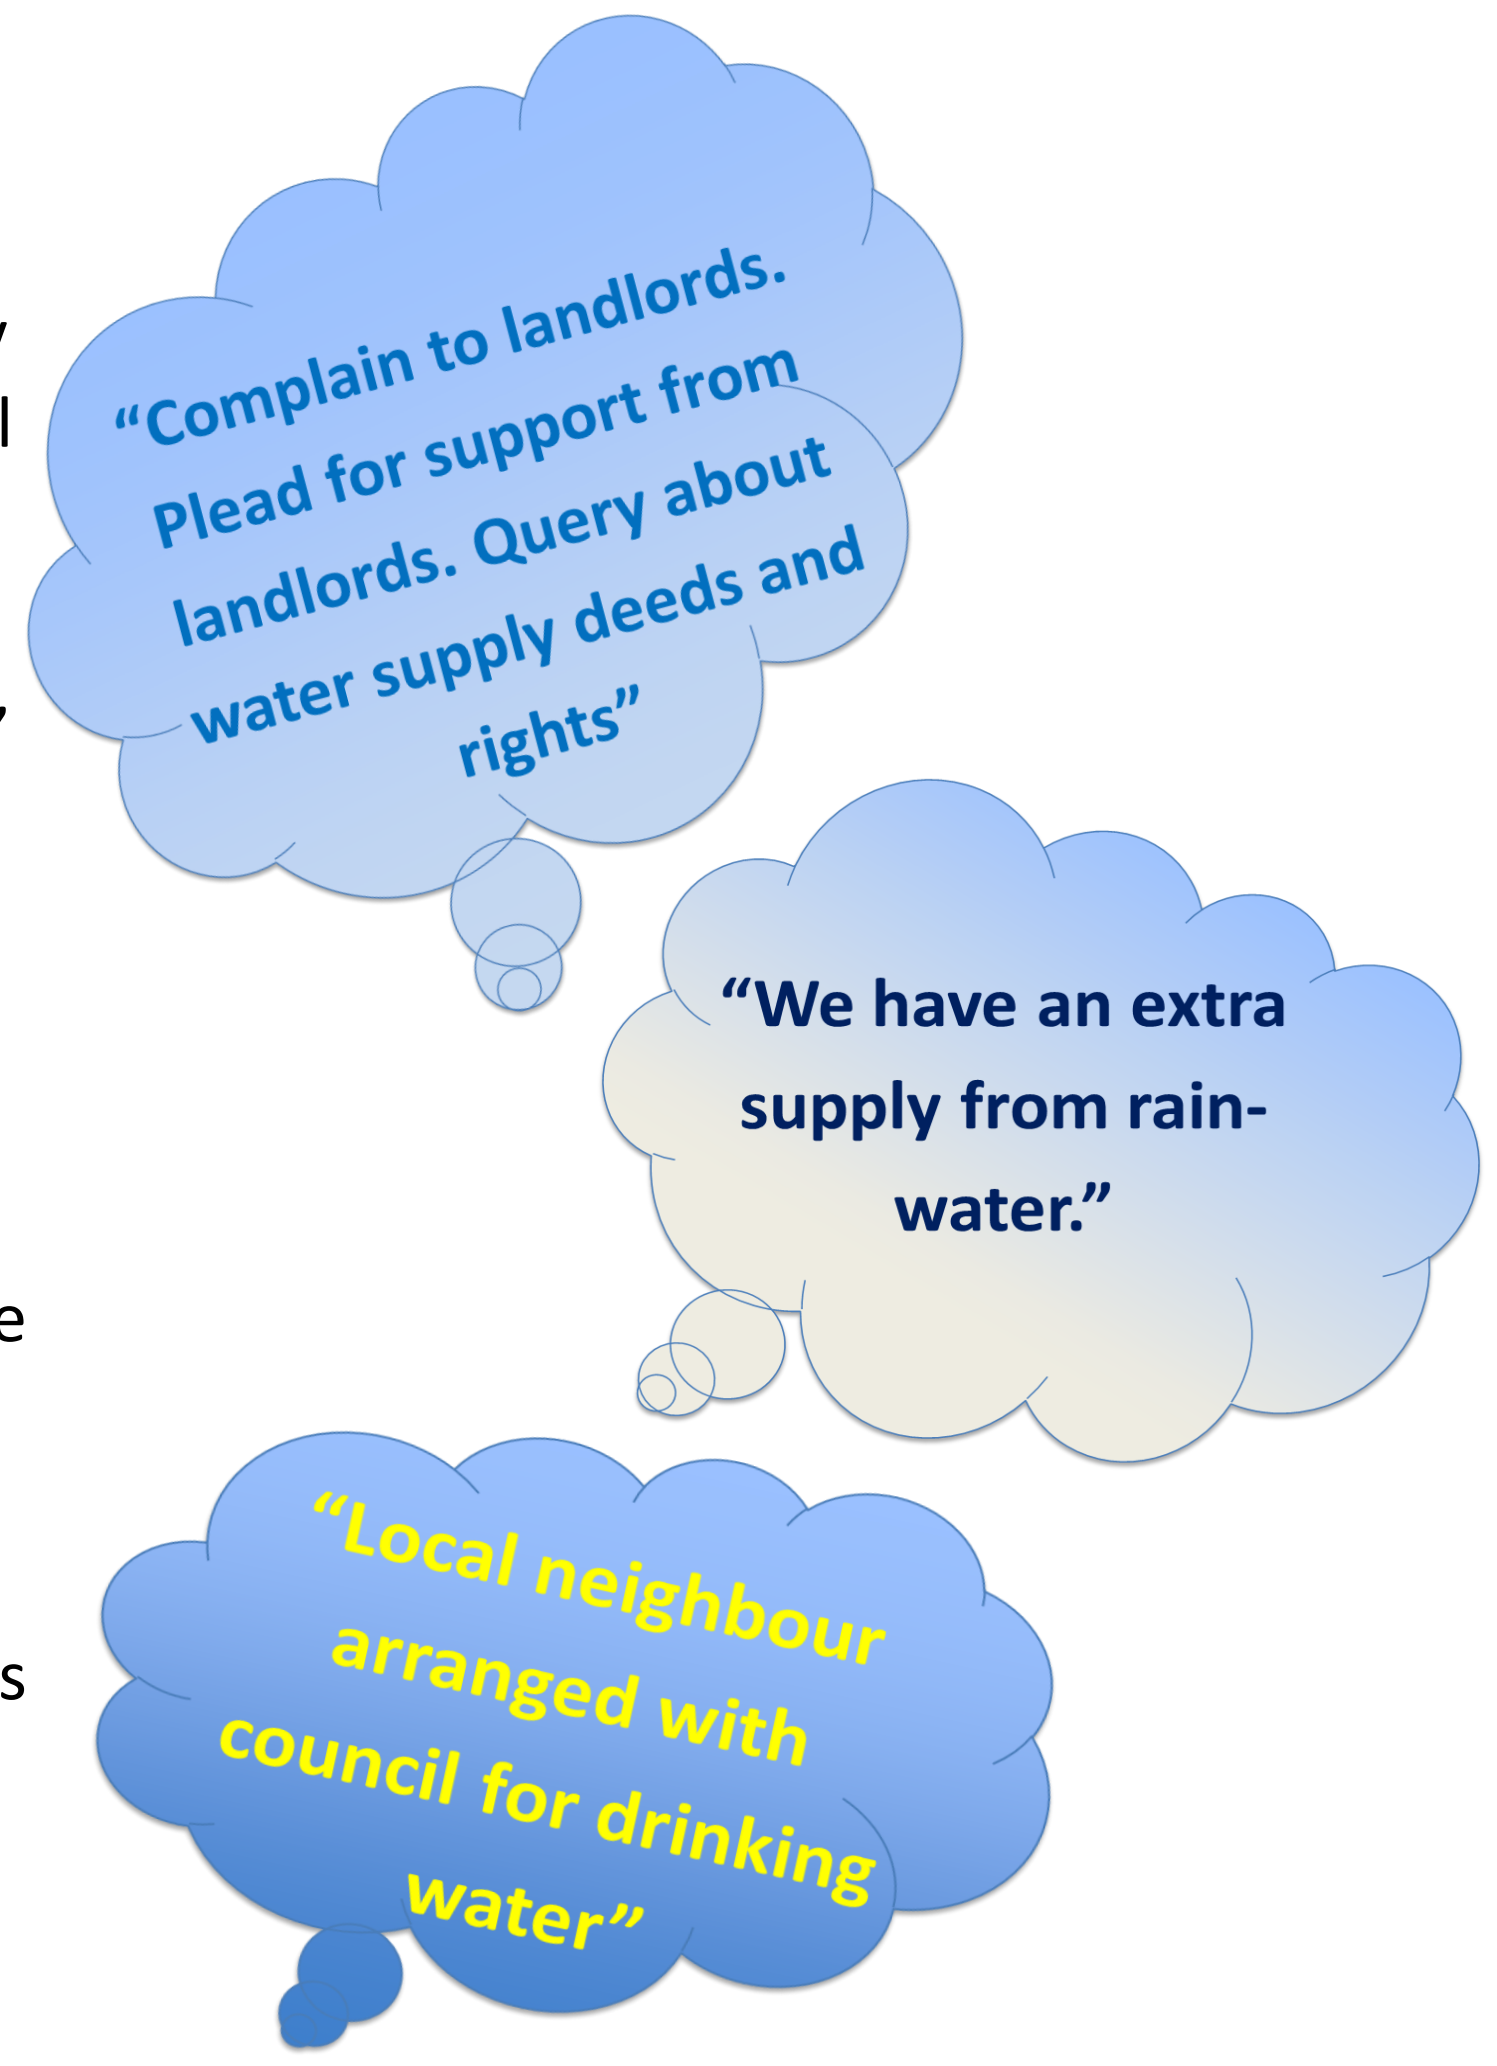 “Complain to landlords.
Plead for support from
landlords. Query about
water supply deeds and
rights”
“We have an extra
supply from rain-
water.”
“Local neighbour
arranged with
council for drinking
water”